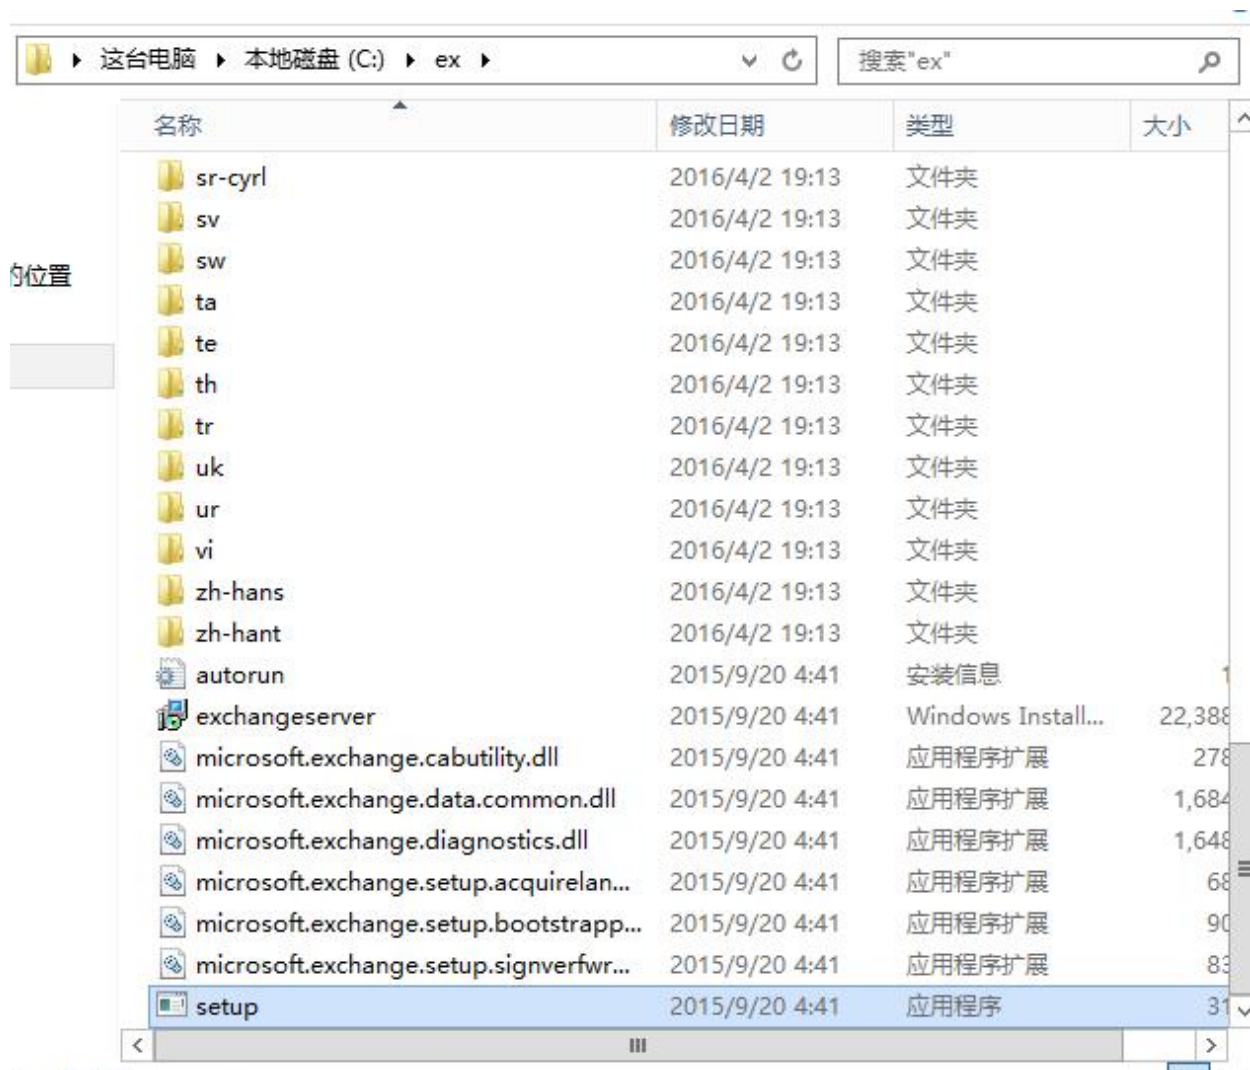 这台电脑 本地磁盘 (C:) ex 搜索"ex"
名称 修改日期 类型 大小
sr-cyrl 2016/4/2 19:13 文件夹
sv 2016/4/2 19:13 文件夹
sw 2016/4/2 19:13 文件夹
的位置
ta 2016/4/2 19:13 文件夹
te 2016/4/2 19:13 文件夹
th 2016/4/2 19:13 文件夹
tr 2016/4/2 19:13 文件夹
uk 2016/4/2 19:13 文件夹
ur 2016/4/2 19:13 文件夹
vi 2016/4/2 19:13 文件夹
zh-hans 2016/4/2 19:13 文件夹
zh-hant 2016/4/2 19:13 文件夹
autorun 2015/9/20 4:41 安装信息 1
exchangeserver 2015/9/20 4:41 Windows Install... 22,388
microsoft.exchange.cabutility.dll 2015/9/20 4:41 应用程序扩展 278
microsoft.exchange.data.common.dll 2015/9/20 4:41 应用程序扩展 1,684
microsoft.exchange.diagnostics.dll 2015/9/20 4:41 应用程序扩展 1,648
microsoft.exchange.setup.acquirelan... 2015/9/20 4:41 应用程序扩展 68
microsoft.exchange.setup.bootstrapp... 2015/9/20 4:41 应用程序扩展 90
microsoft.exchange.setup.signverfwr... 2015/9/20 4:41 应用程序扩展 83
setup 2015/9/20 4:41 应用程序 31